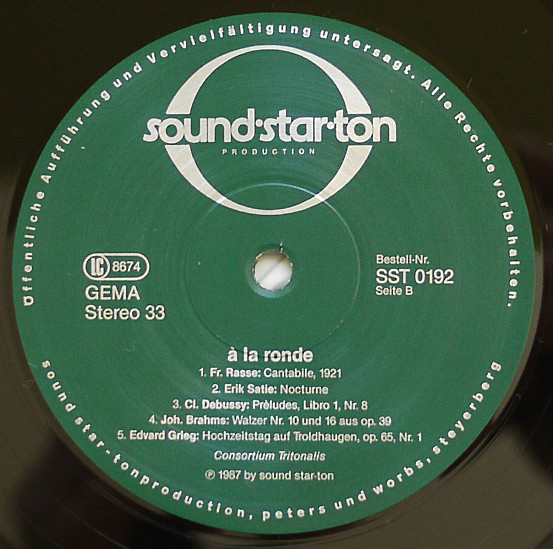 Öffentliche Aufführung und Vervielfältigung untersagt. Alle Rechte vorbehalten.
sound·star·ton
PRODUCTION
LC 8674
GEMA
Stereo 33
Bestell-Nr.
SST 0192
Seite B
à la ronde
1. Fr. Rasse: Cantabile, 1921
2. Erik Satie: Nocturne
3. Cl. Debussy: Prèludes, Libro 1, Nr. 8
4. Joh. Brahms: Walzer Nr. 10 und 16 aus op. 39
5. Edvard Grieg: Hochzeitstag auf Troldhaugen, op. 65, Nr. 1
Consortium Tritonalis
℗ 1987 by sound star-ton
sound star-tonproduction, peters und worbs, steyerberg